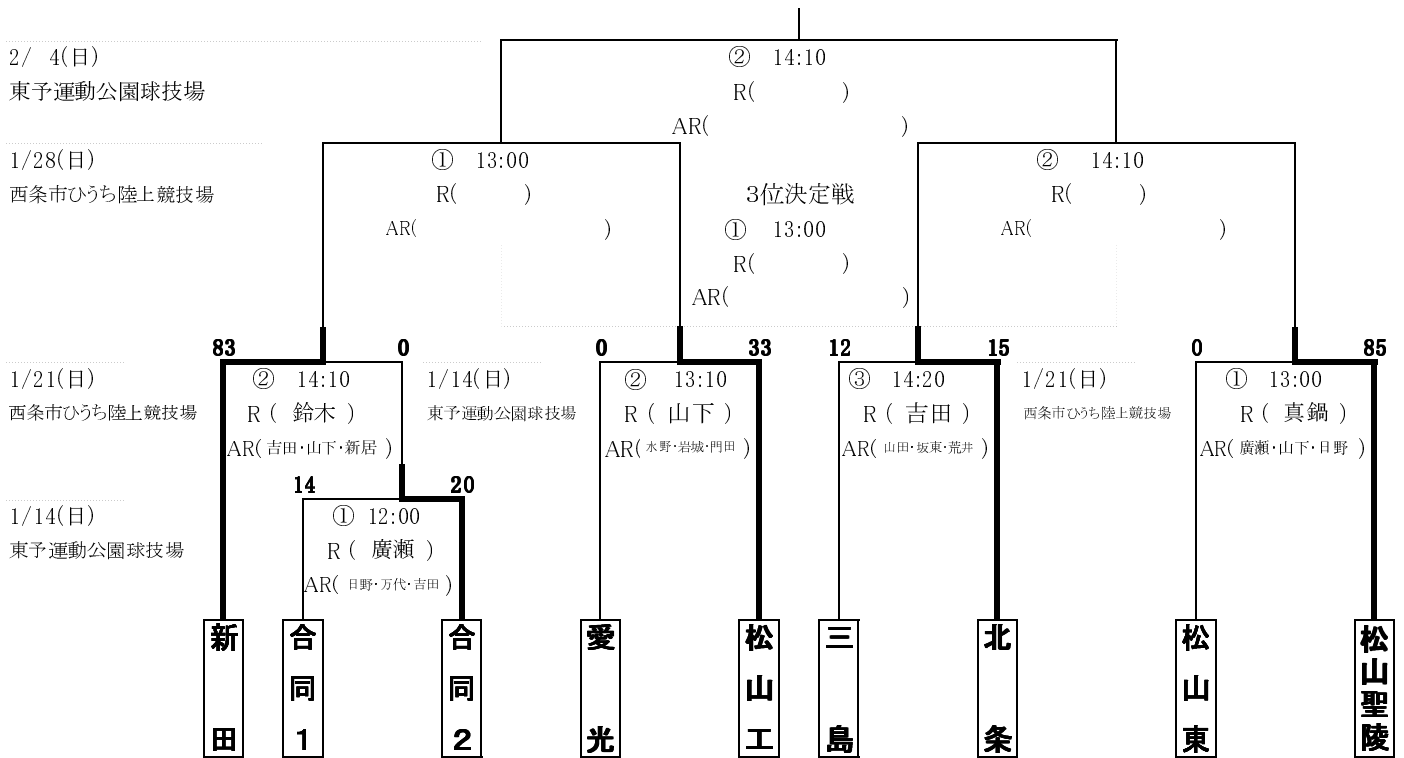 2/ 4(日)
② 14:10
東予運動公園球技場
R( )
AR( )
1/28(日)
① 13:00
② 14:10
西条市ひうち陸上競技場
R( )
3位決定戦
R( )
AR( )
① 13:00
AR( )
R( )
AR( )
83
0
0
33
12
15
0
85
1/21(日)
② 14:10
1/14(日)
② 13:10
③ 14:20
1/21(日)
① 13:00
西条市ひうち陸上競技場
R( 鈴木 )
東予運動公園球技場
R( 山下 )
R( 吉田 )
西条市ひうち陸上競技場
R( 真鍋 )
AR( 吉田・山下・新居 )
AR( 水野・岩城・門田 )
AR( 山田・坂東・荒井 )
AR( 廣瀬・山下・日野 )
14
20
1/14(日)
① 12:00
東予運動公園球技場
R( 廣瀬 )
AR( 日野・万代・吉田 )
新田
合同1
合同2
愛光
松山工
三島
北条
松山東
松山聖陵